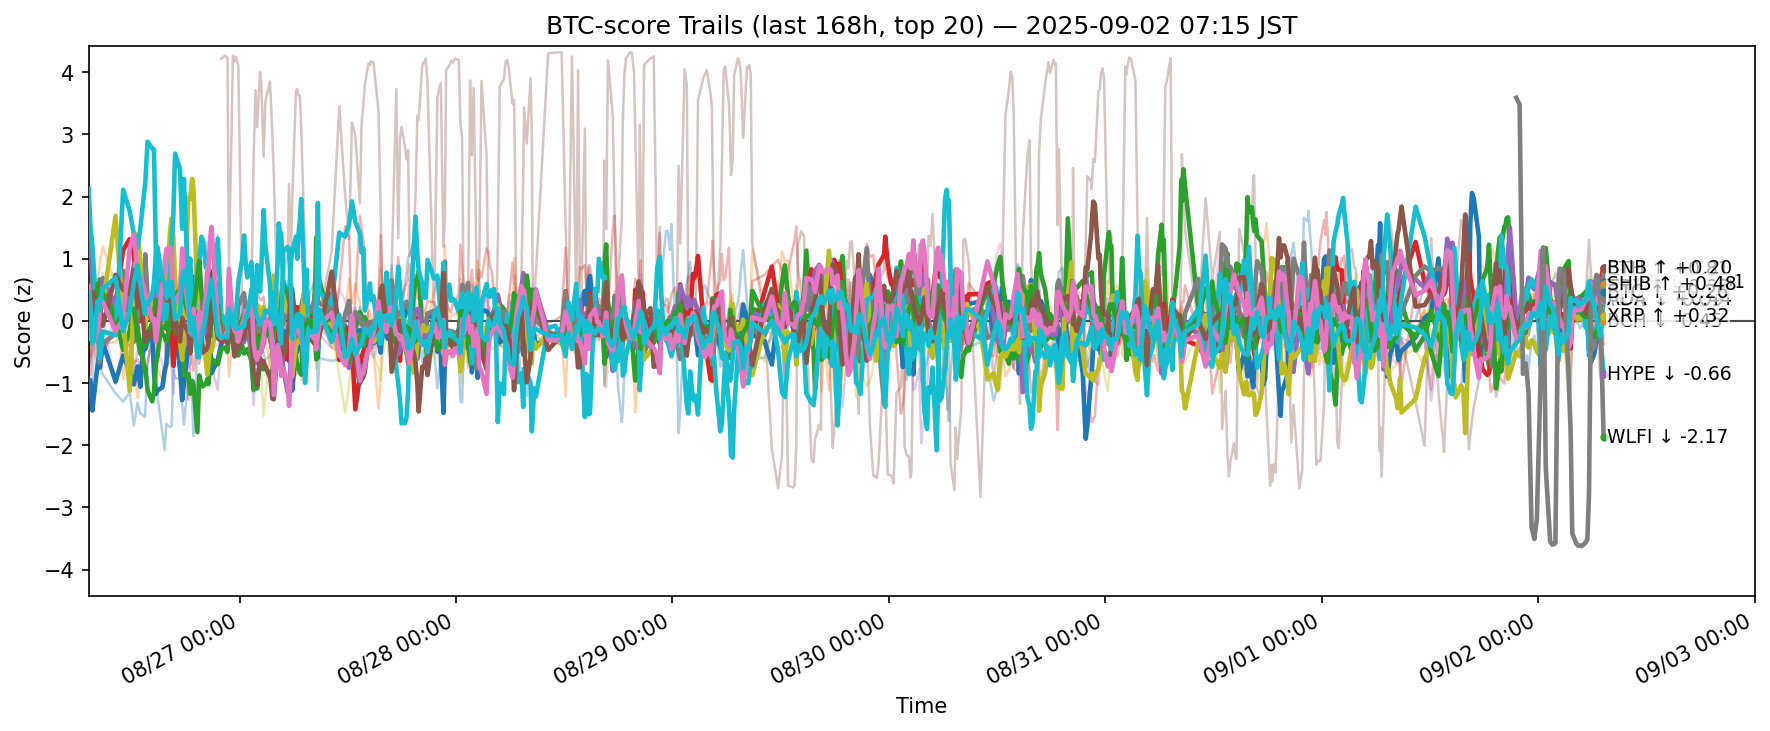 BTC-score Trails (last 168h, top 20) — 2025-09-02 07:15 JST
Score (z)
4
3
2
1
0
−1
−2
−3
−4
BNB ↑ +0.20
SHIB ↑ +0.48
XRP ↑ +0.32
HYPE ↓ -0.66
WLFI ↓ -2.17
08/27 00:00
08/28 00:00
08/29 00:00
08/30 00:00
08/31 00:00
09/01 00:00
09/02 00:00
09/03 00:00
Time